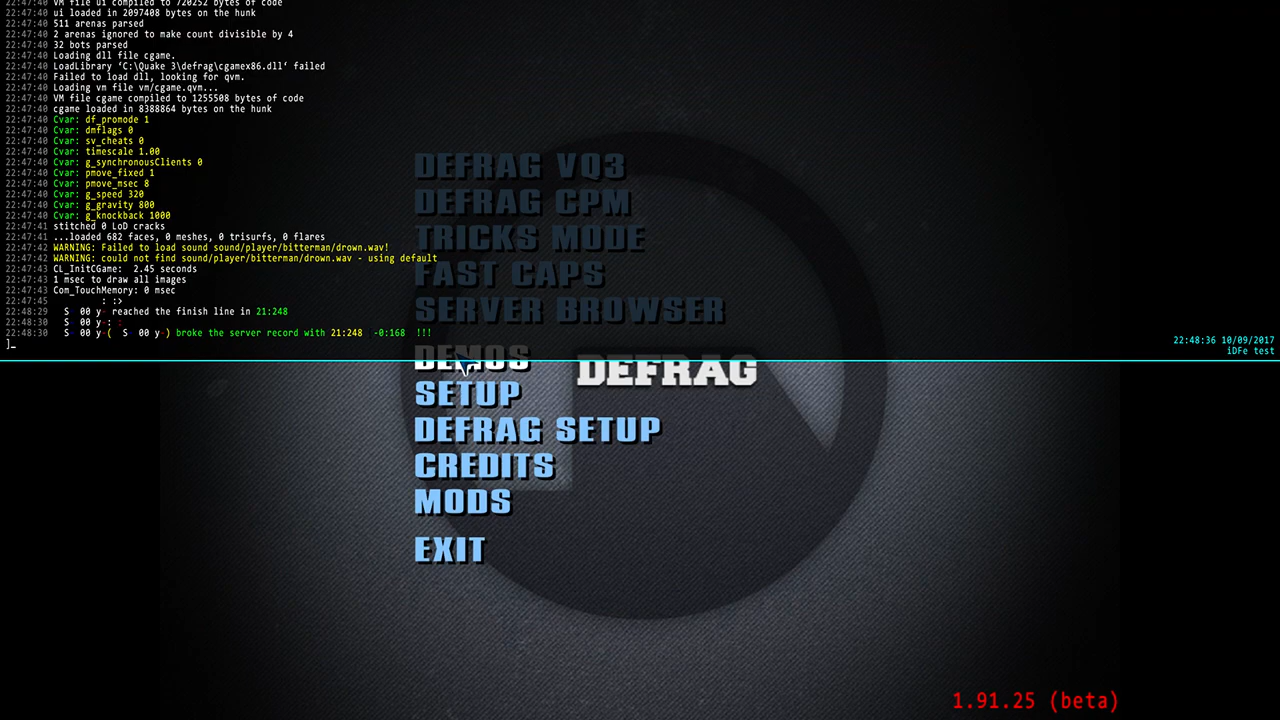 22:47:40 VM file ui compiled to 720252 bytes of code
22:47:40 ui loaded in 2097408 bytes on the hunk
22:47:40 511 arenas parsed
22:47:40 2 arenas ignored to make count divisible by 4
22:47:40 32 bots parsed
22:47:40 Loading dll file cgame.
22:47:40 LoadLibrary 'C:\Quake 3\defrag\cgamex86.dll' failed
22:47:40 Failed to load dll, looking for qvm.
22:47:40 Loading vm file vm/cgame.qvm...
22:47:40 VM file cgame compiled to 1255508 bytes of code
22:47:40 cgame loaded in 8388864 bytes on the hunk
22:47:40 Cvar: df_promode 1
22:47:40 Cvar: dmflags 0
22:47:40 Cvar: sv_cheats 0
22:47:40 Cvar: timescale 1.00
22:47:40 Cvar: g_synchronousClients 0
22:47:40 Cvar: pmove_fixed 1
22:47:40 Cvar: pmove_msec 8
22:47:40 Cvar: g_speed 320
22:47:40 Cvar: g_gravity 800
22:47:40 Cvar: g_knockback 1000
22:47:41 stitched 0 LoD cracks
22:47:41 ...loaded 682 faces, 0 meshes, 0 trisurfs, 0 flares
22:47:42 WARNING: Failed to load sound sound/player/bitterman/drown.wav!
22:47:42 WARNING: could not find sound/player/bitterman/drown.wav - using default
22:47:43 CL_InitCGame: 2.45 seconds
22:47:43 1 msec to draw all images
22:47:43 Com_TouchMemory: 0 msec
22:47:45 : :>
22:48:29 S 00 y reached the finish line in 21:248
22:48:30 S 00 y : :
22:48:30 S 00 y ( S 00 y ) broke the server record with 21:248 -0:168 !!!
]_
22:48:36 10/09/2017
iDFe test
DEFRAG VQ3
DEFRAG CPM
TRICKS MODE
FAST CAPS
SERVER BROWSER
DEMOS
DEFRAG
SETUP
DEFRAG SETUP
CREDITS
MODS
EXIT
1.91.25 (beta)